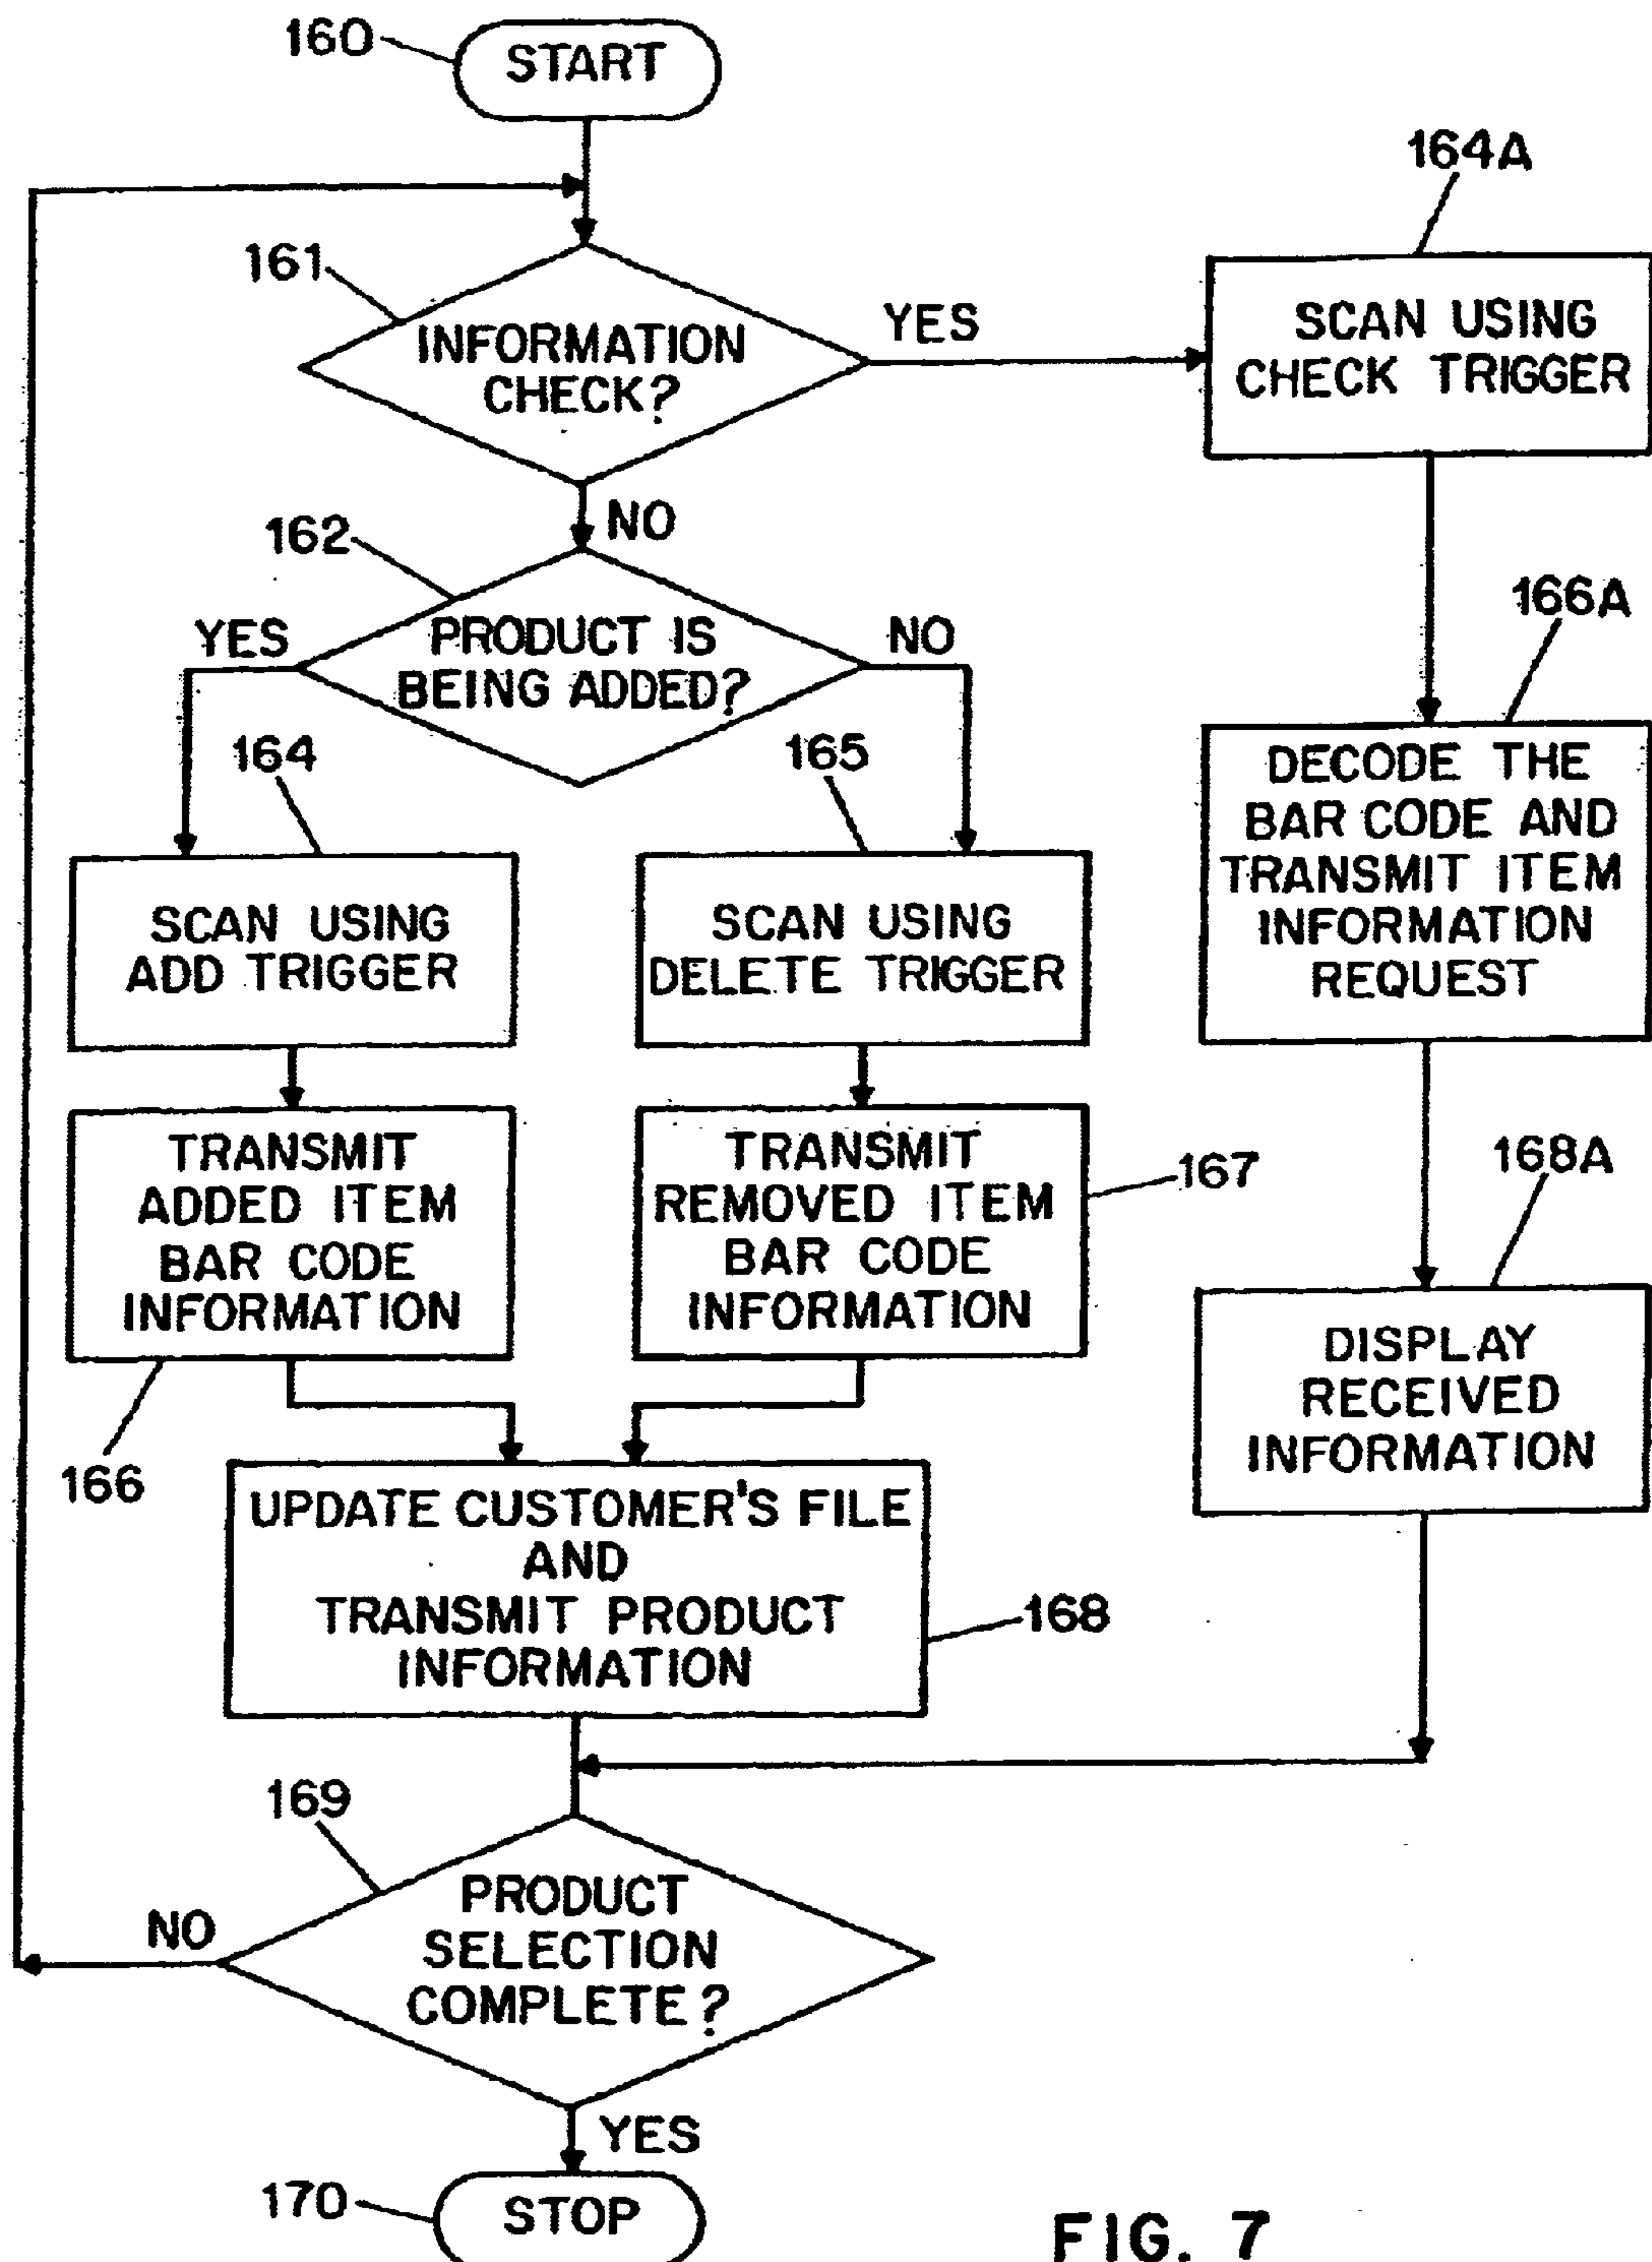 160
START
164A
161
INFORMATION
CHECK?
YES
SCAN USING
CHECK TRIGGER
NO
162
166A
YES
PRODUCT IS
BEING ADDED?
NO
164
165
DECODE THE
BAR CODE AND
TRANSMIT ITEM
INFORMATION
REQUEST
SCAN USING
ADD TRIGGER
SCAN USING
DELETE TRIGGER
TRANSMIT
ADDED ITEM
BAR CODE
INFORMATION
TRANSMIT
REMOVED ITEM
BAR CODE
INFORMATION
167
168A
DISPLAY
RECEIVED
INFORMATION
166
UPDATE CUSTOMER'S FILE
AND
TRANSMIT PRODUCT
INFORMATION
168
169
PRODUCT
SELECTION
COMPLETE?
NO
YES
170
STOP
FIG. 7